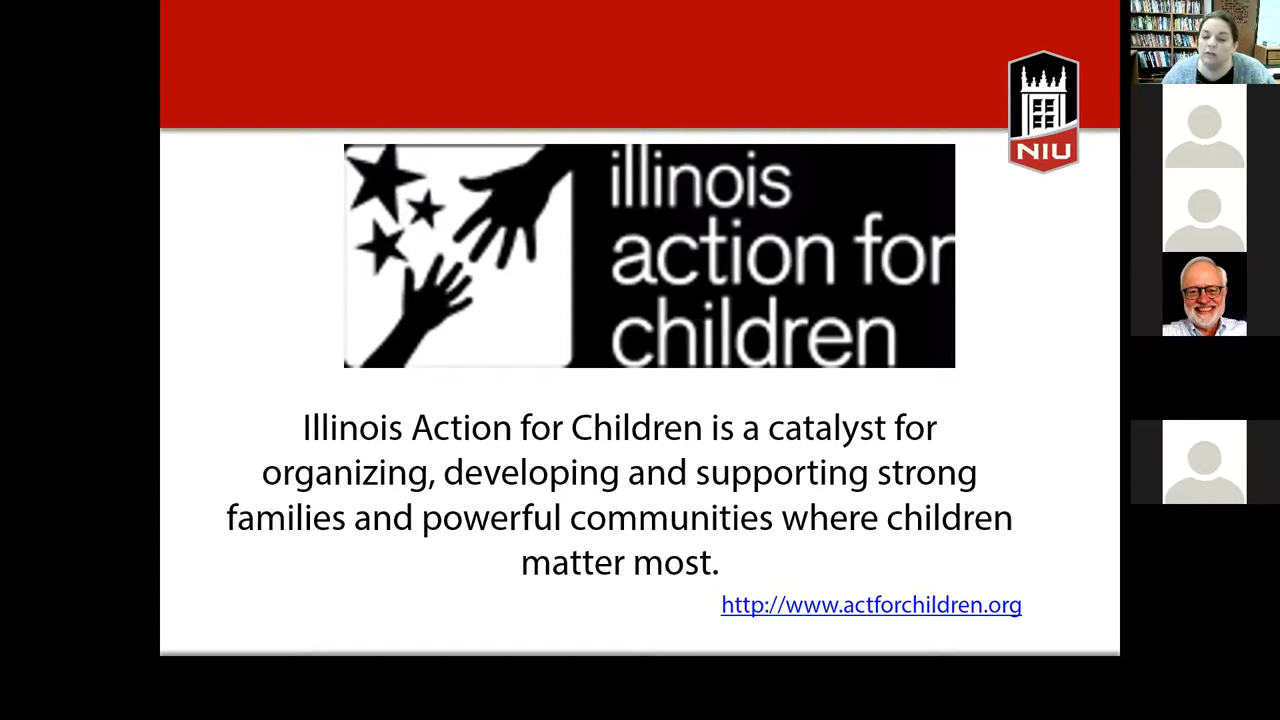 NIU
illinois
action for
children
Illinois Action for Children is a catalyst for
organizing, developing and supporting strong
families and powerful communities where children
matter most.
http://www.actforchildren.org